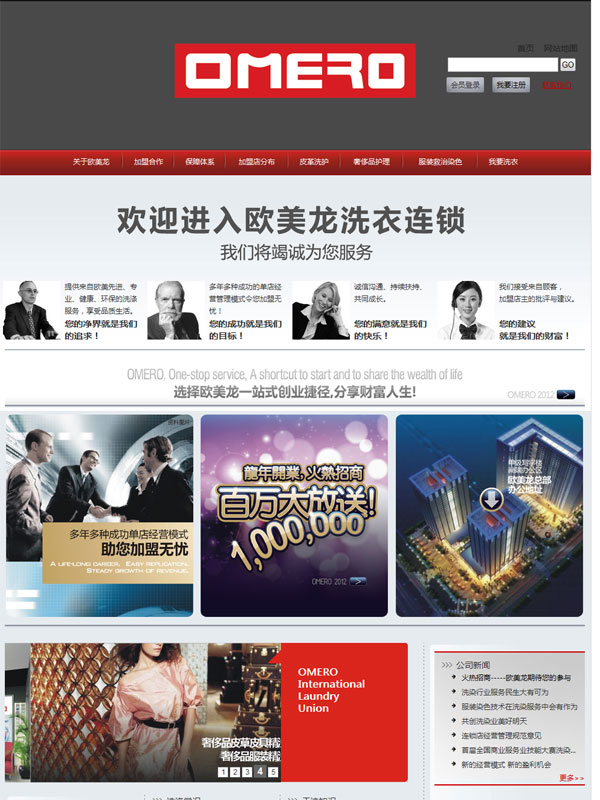 首页 网站地图
OMERO
GO
会员登录 我要注册
关于欧美龙 加盟合作 保障体系 加盟店分布 皮革洗护 奢侈品护理 服装救治染色 我要洗衣
欢迎进入欧美龙洗衣连锁
我们将竭诚为您服务
提供来自欧美先进、专
业、健康、环保的洗涤
服务，享受品质生活。
您的净界就是我们
的追求！
多年多种成功的单店经
营管理模式令您加盟无
忧！
您的成功就是我们
的目标！
诚信沟通、持续扶持、
共同成长。
您的满意就是我们
的快乐！
我们接受来自顾客，
加盟店主的批评与建议。
您的建议
就是我们的财富！
OMERO, One-stop service, A shortcut to start and to share the wealth of life
选择欧美龙一站式创业捷径,分享财富人生!
OMERO 2012 >
多年多种成功单店经营模式
助您加盟无忧
A LIFE-LONG CAREER, EASY REPLICATION,
STEADY GROWTH OF REVENUE.
龍年開業,火熱招商
百万大放送!
1,000,000
OMERO 2012 >
欧美龙总部
办公地址
OMERO
International
Laundry
Union
奢侈品皮草皮具精
奢侈品服装精
1 2 3 4 5
>>> 公司新闻
火热招商-----欧美龙期待您的参与
洗染行业服务民生大有可为
服装染色技术在洗染服务中会有作为
共创洗染业美好明天
连锁店经营管理规范意见
首届全国商业服务业技能大赛洗染...
新的经营模式 新的盈利机会
更多>>